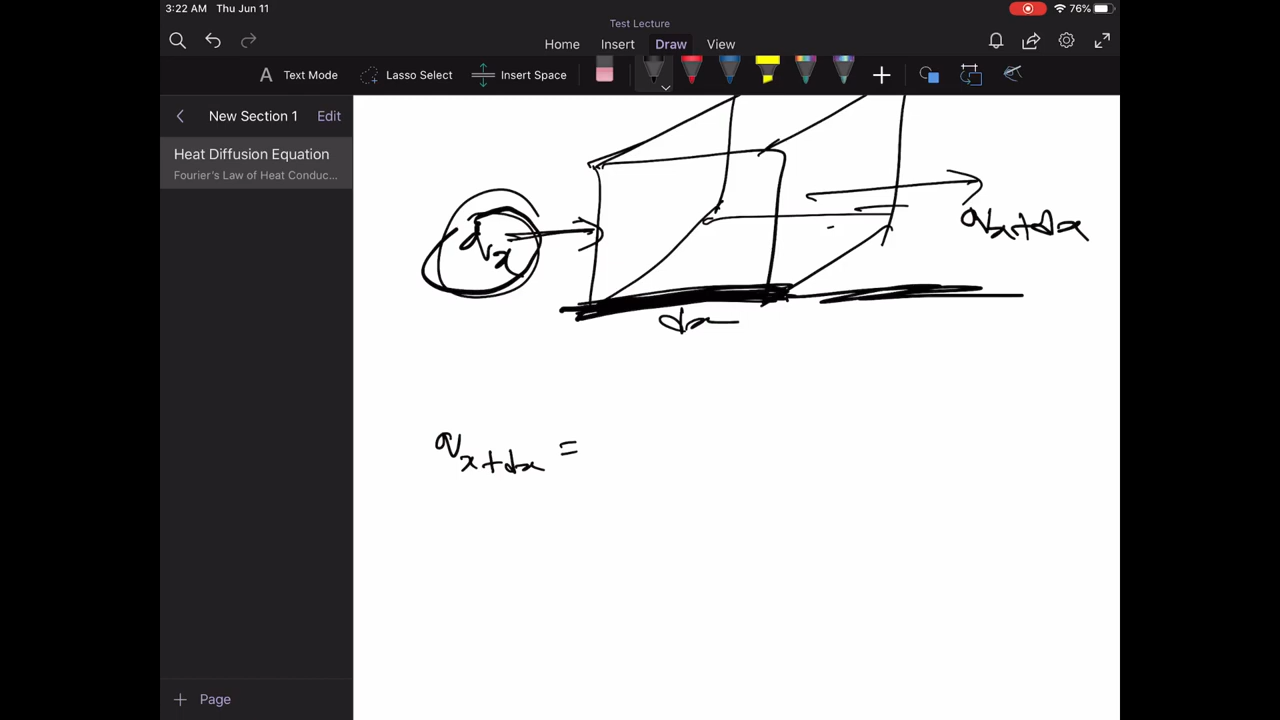 3:22 AM Thu Jun 11
76%
Test Lecture
Home Insert Draw View
Text Mode Lasso Select Insert Space
New Section 1 Edit
Heat Diffusion Equation
Fourier's Law of Heat Conduc...
qx
qx+dx
dx
qx+dx =
+ Page